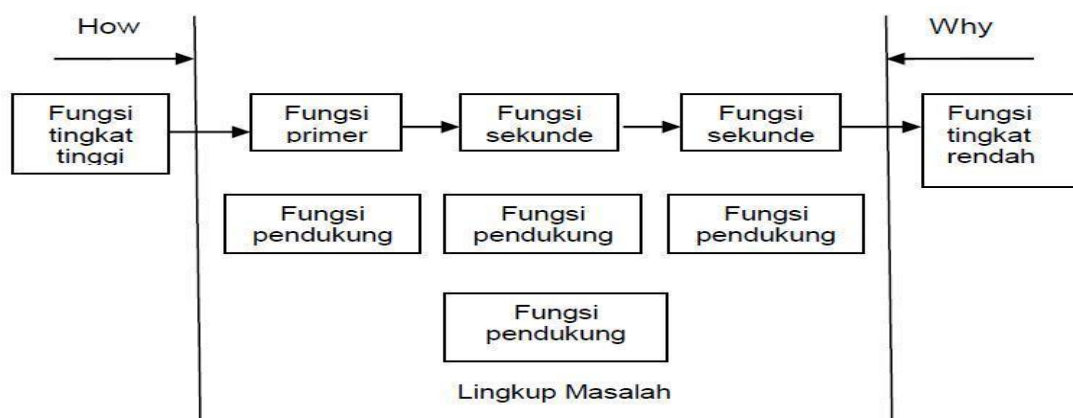 How
Why
Fungsi
tingkat
tinggi
Fungsi
primer
Fungsi
sekunde
Fungsi
sekunde
Fungsi
tingkat
rendah
Fungsi
pendukung
Fungsi
pendukung
Fungsi
pendukung
Fungsi
pendukung
Lingkup Masalah